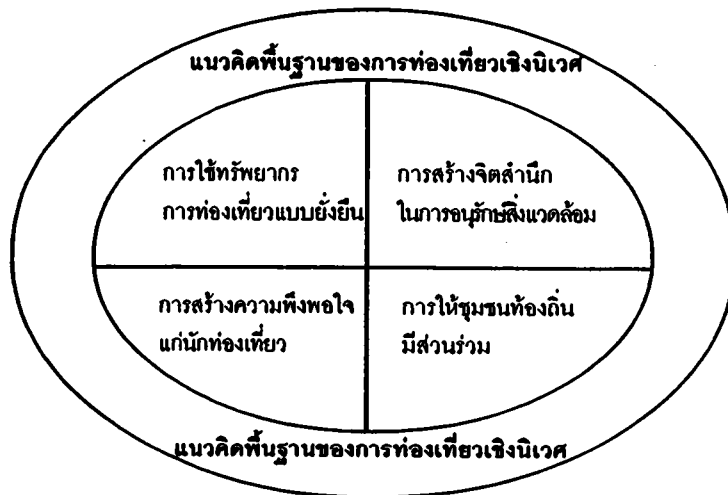 แนวคิดพื้นฐานของการท่องเที่ยวเชิงนิเวศ
การใช้ทรัพยากร
การท่องเที่ยวแบบยั่งยืน
การสร้างจิตสำนึก
ในการอนุรักษ์สิ่งแวดล้อม
การสร้างความพึงพอใจ
แก่นักท่องเที่ยว
การให้ชุมชนท้องถิ่น
มีส่วนร่วม
แนวคิดพื้นฐานของการท่องเที่ยวเชิงนิเวศ